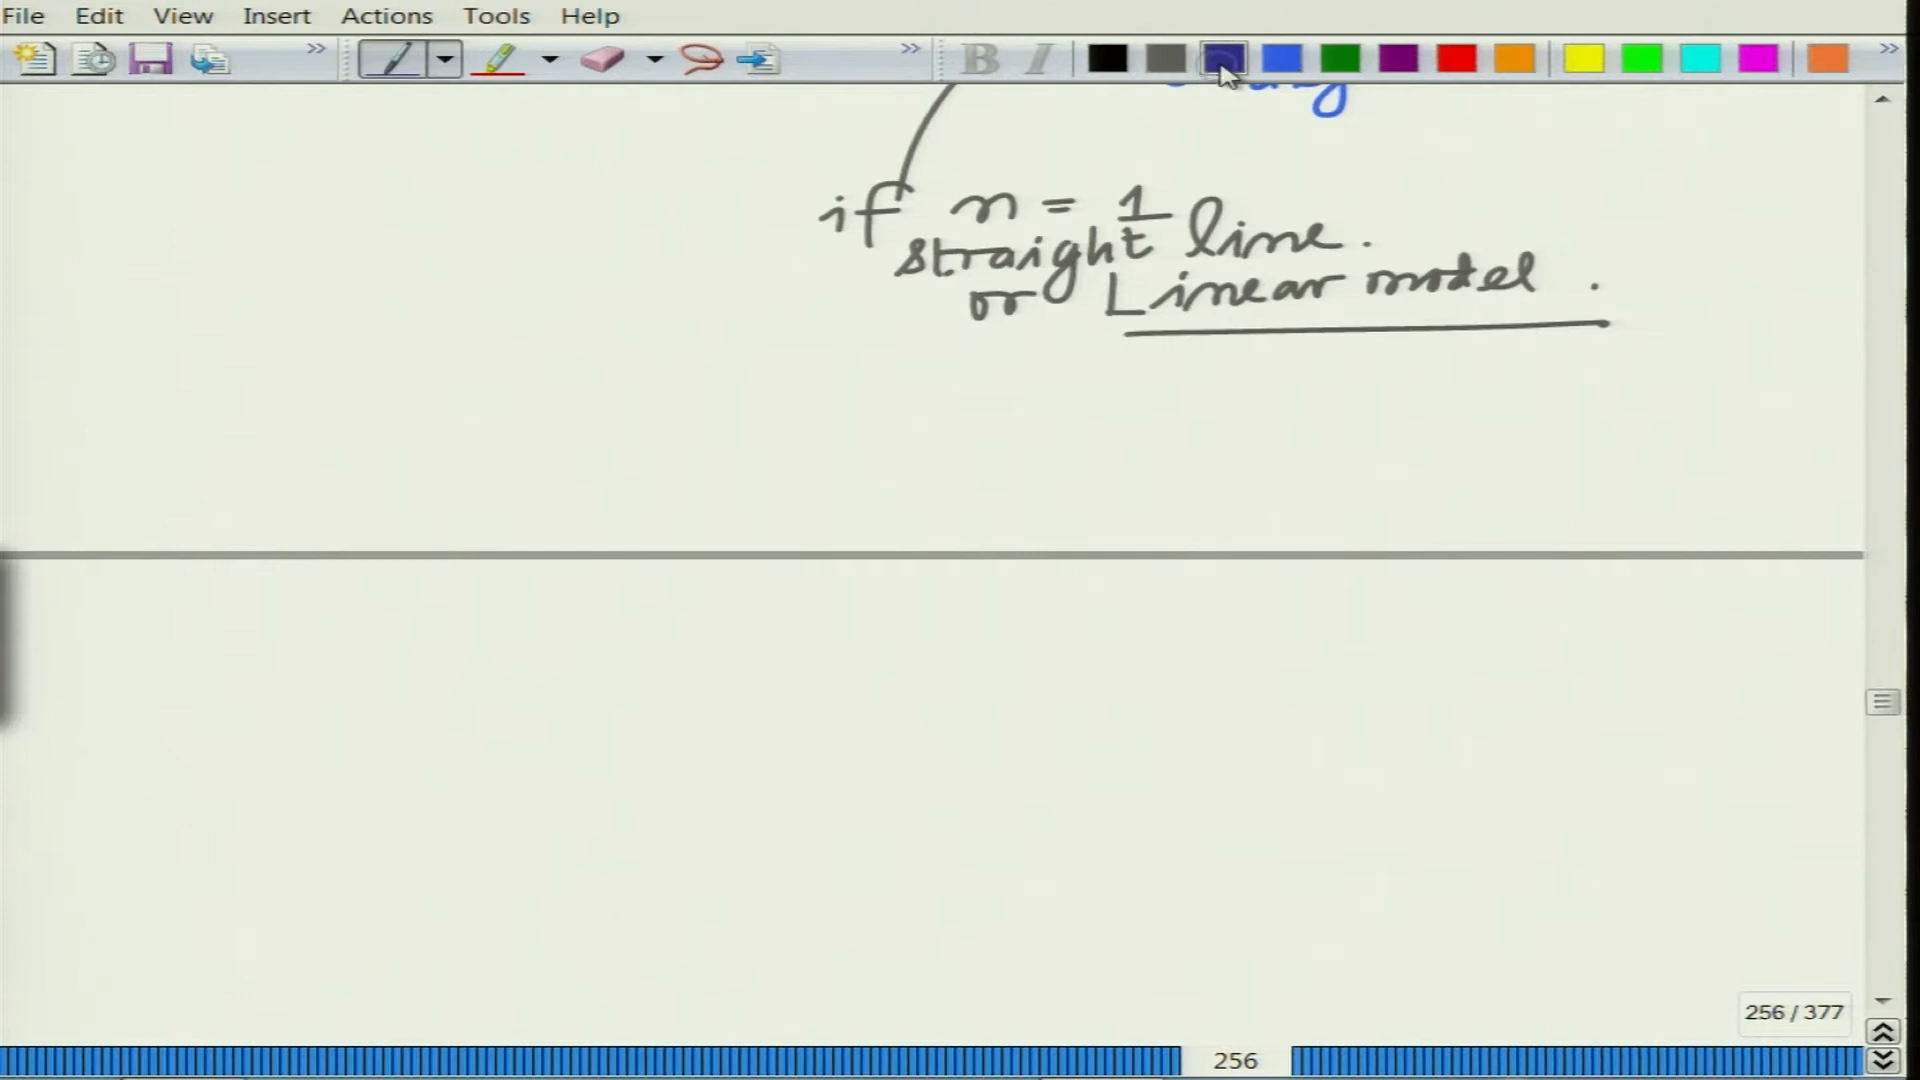 File Edit View Insert Actions Tools Help
B I
if n = 1
straight line.
or Linear model .
256 / 377
256